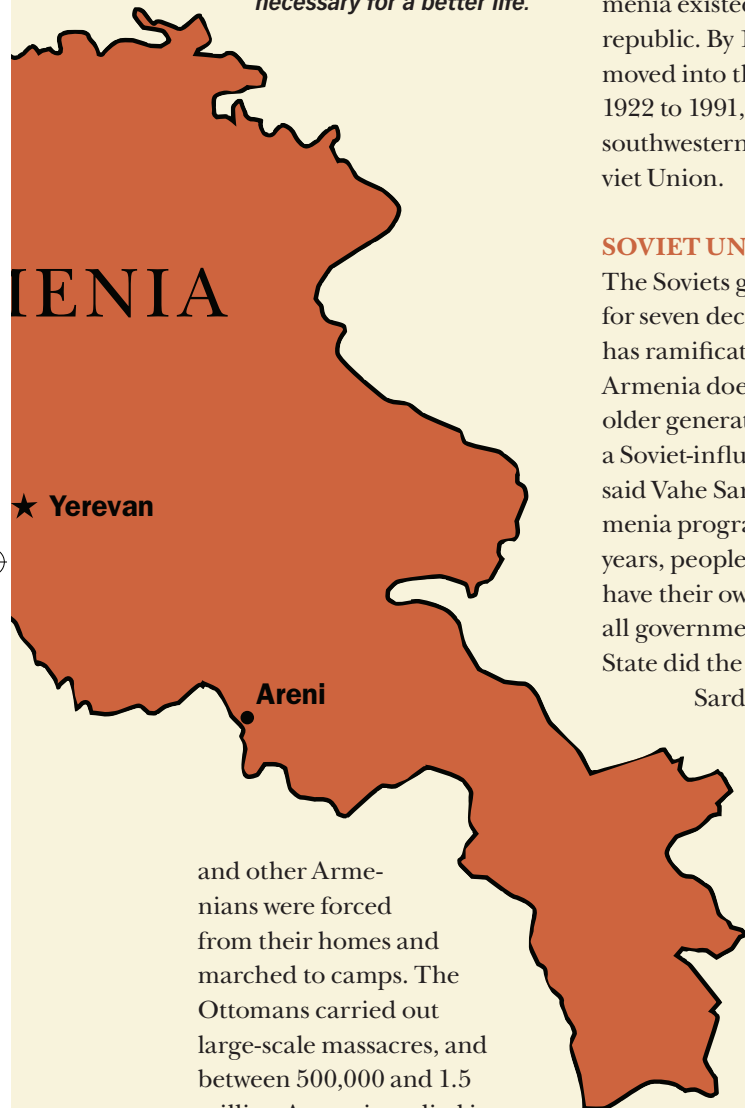 necessary for a better life.
MENIA
Yerevan
Areni
and other Arme-
nians were forced
from their homes and
marched to camps. The
Ottomans carried out
large-scale massacres, and
between 500,000 and 1.5
menia existed
republic. By 1
moved into th
1922 to 1991,
southwestern
viet Union.
SOVIET UN
The Soviets g
for seven dec
has ramificat
Armenia doe
older generat
a Soviet-influ
said Vahe Sar
menia progra
years, people
have their ow
all governme
State did the
Sard